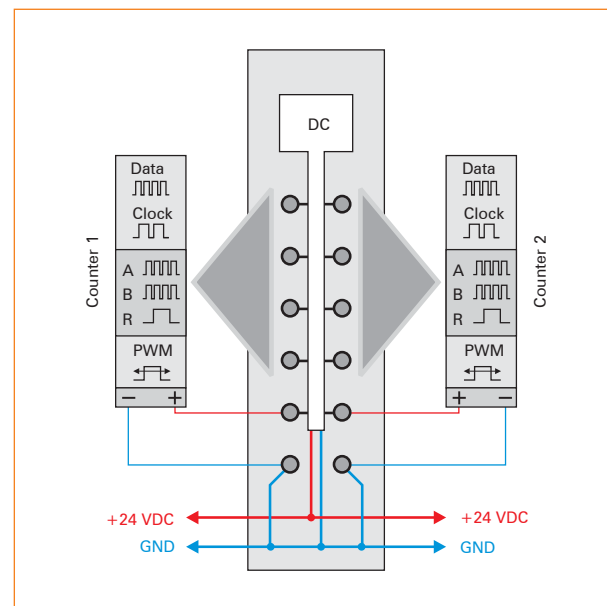 DC
Counter 1
Data
Clock
A
B
R
PWM
− +
Data
Clock
A
B
R
PWM
+ −
Counter 2
+24 VDC
+24 VDC
GND
GND